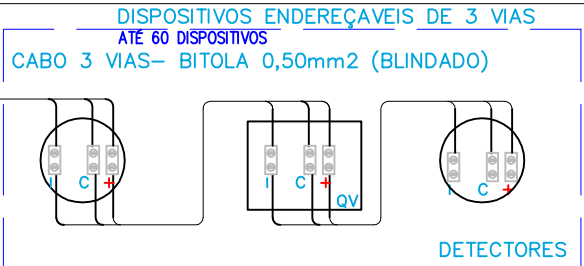 DISPOSITIVOS ENDEREÇAVEIS DE 3 VIAS
ATÉ 60 DISPOSITIVOS
CABO 3 VIAS– BITOLA 0,50mm2 (BLINDADO)
I C + I C + I C +
QV
DETECTORES